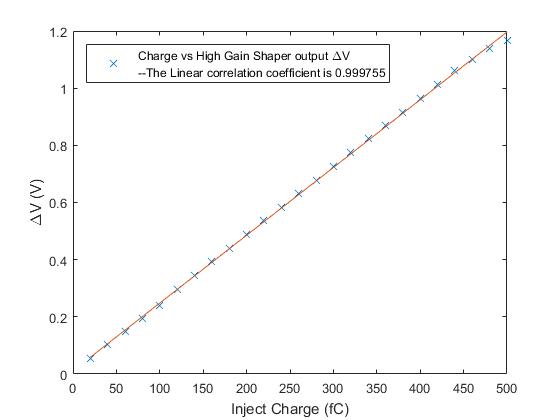 1.2
1
0.8
0.6
0.4
0.2
0
ΔV (V)
Charge vs High Gain Shaper output ΔV
--The Linear correlation coefficient is 0.999755
0 50 100 150 200 250 300 350 400 450 500
Inject Charge (fC)